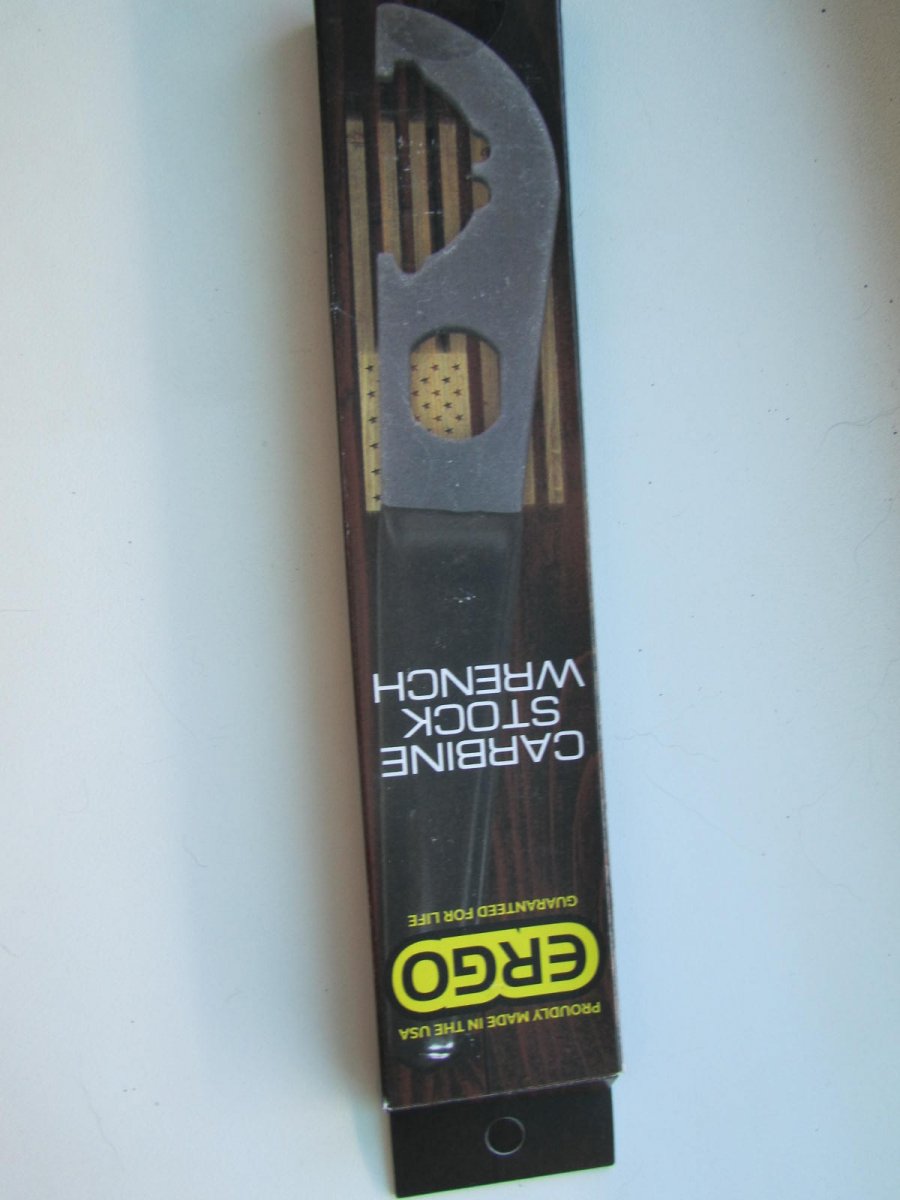 PROUDLY MADE IN THE USA
ERGO
GUARANTEED FOR LIFE
CARBINE
STOCK
WRENCH